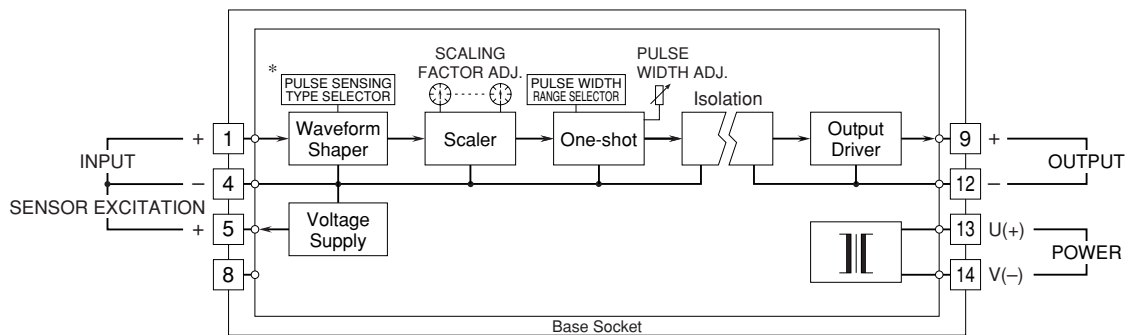 SCALING
FACTOR ADJ.
PULSE
WIDTH ADJ.
*
PULSE SENSING
TYPE SELECTOR
PULSE WIDTH
RANGE SELECTOR
Isolation
INPUT
+
1
Waveform
Shaper
Scaler
One-shot
Output
Driver
9
+
OUTPUT
–
4
12
–
SENSOR EXCITATION
+
5
Voltage
Supply
13
U(+)
POWER
8
14
V(–)
Base Socket